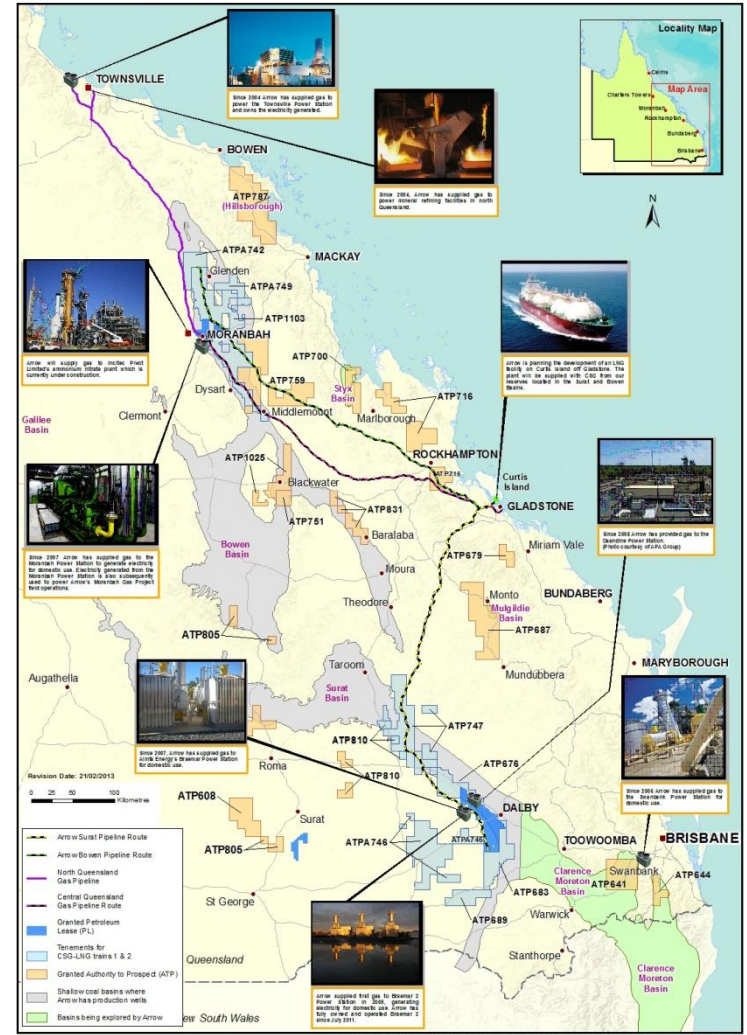 Locality Map
Cairns
Charters Towers
Map Area
Moranbah
Rockhampton
Bundaberg
Brisbane
N
TOWNSVILLE
Since 2004 Arrow has supplied gas to
power the Townsville Power Station
and owns the electricity generated.
Since 2004, Arrow has supplied gas to
power mineral refining facilities in north
Queensland.
BOWEN
ATP787
(Hillsborough)
MACKAY
ATPA742
Glenden
ATPA749
ATP1103
MORANBAH
Arrow will supply gas to Incitec Pivot
Limited's ammonium nitrate plant which is
currently under construction.
Arrow is planning the development of an LNG
facility on Curtis Island off Gladstone. The
plant will be supplied with CSG from our
reserves located in the Surat and Bowen
Basins.
ATP700
ATP759
Styx
Basin
Dysart
Middlemount
Marlborough
ATP716
Clermont
Galilee
Basin
ROCKHAMPTON
ATP716
Curtis
Island
GLADSTONE
ATP1025
Blackwater
ATP831
ATP751
Baralaba
Bowen
Basin
Moura
Theodore
Since 2007 Arrow has supplied gas to the
Moranbah Power Station to generate electricity
for domestic use. Electricity generated from the
Moranbah Power Station is also subsequently
used to power Arrow's Moranbah Gas Project
field operations.
Since 2006 Arrow has provided gas to the
Daandine Power Station.
(Photo courtesy of APA Group)
ATP679
Miriam Vale
Monto
Mulgildie
Basin
BUNDABERG
ATP687
ATP805
Mundubbera
MARYBOROUGH
Augathella
Taroom
Surat
Basin
Since 2007, Arrow has supplied gas to
Alinta Energy's Braemar Power Station
for domestic use.
ATP747
ATP810
ATP676
Since 2006 Arrow has supplied gas to
the Swanbank Power Station for
domestic use.
Roma
ATP810
Revision Date: 21/02/2013
0 25 50 100
Kilometres
ATP608
Surat
ATP805
DALBY
ATPA746
ATPA746
TOOWOOMBA
BRISBANE
Swanbank
Clarence
Moreton
Basin
ATP641
ATP644
ATP683
ATP689
Warwick
St George
Stanthorpe
Clarence
Moreton
Basin
Queensland
New South Wales
Arrow supplied first gas to Braemar 2
Power Station in 2009, generating
electricity for domestic use. Arrow has
fully owned and operated Braemar 2
since July 2011.
Arrow Surat Pipeline Route
Arrow Bowen Pipeline Route
North Queensland
Gas Pipeline
Central Queensland
Gas Pipeline Route
Granted Petroleum
Lease (PL)
Tenements for
CSG-LNG trains 1 & 2
Granted Authority to Prospect (ATP)
Shallow coal basins where
Arrow has production wells
Basins being explored by Arrow